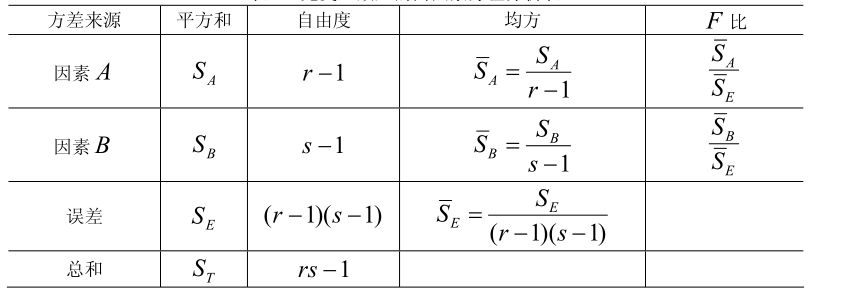 方差来源 平方和 自由度 均方 F 比
因素 A S_A r−1 \bar{S}_A = \frac{S_A}{r−1} \frac{\bar{S}_A}{\bar{S}_E}
因素 B S_B s−1 \bar{S}_B = \frac{S_B}{s−1} \frac{\bar{S}_B}{\bar{S}_E}
误差 S_E (r−1)(s−1) \bar{S}_E = \frac{S_E}{(r−1)(s−1)}
总和 S_T rs−1